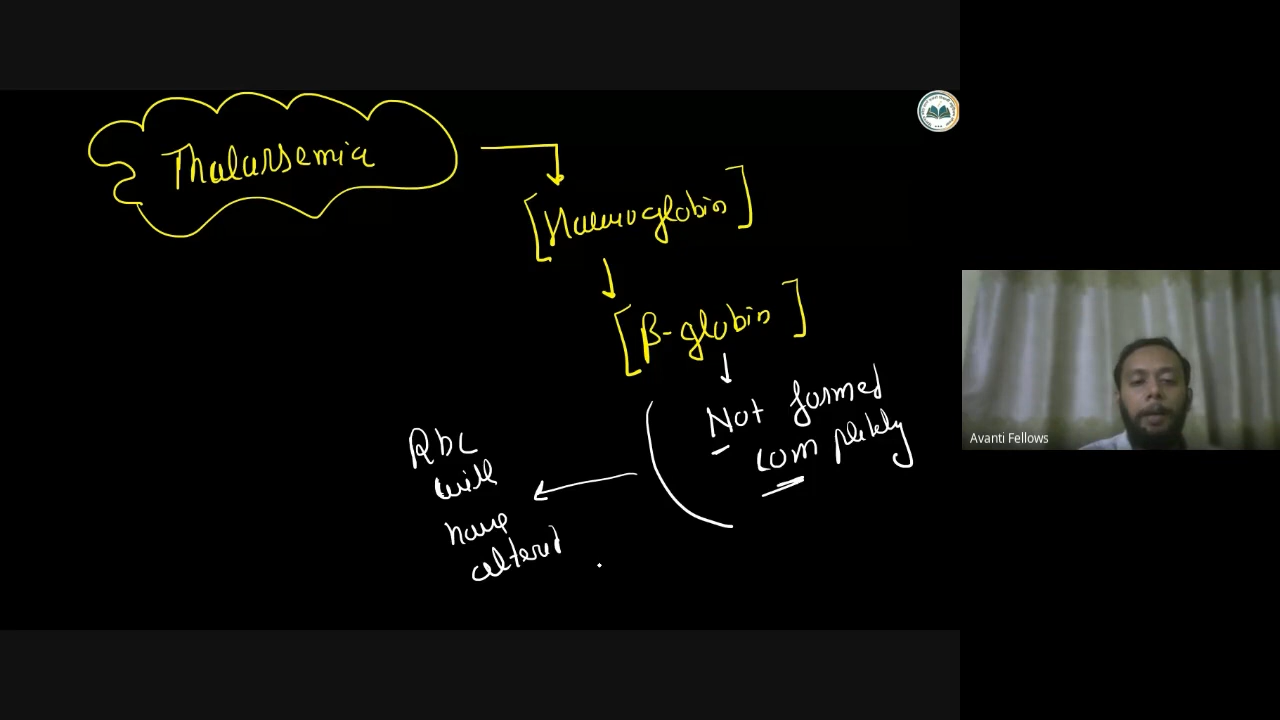 Thalassemia
[Haemoglobin]
[β-globin]
Not formed
completely
Rbc
will
have
altered
Avanti Fellows